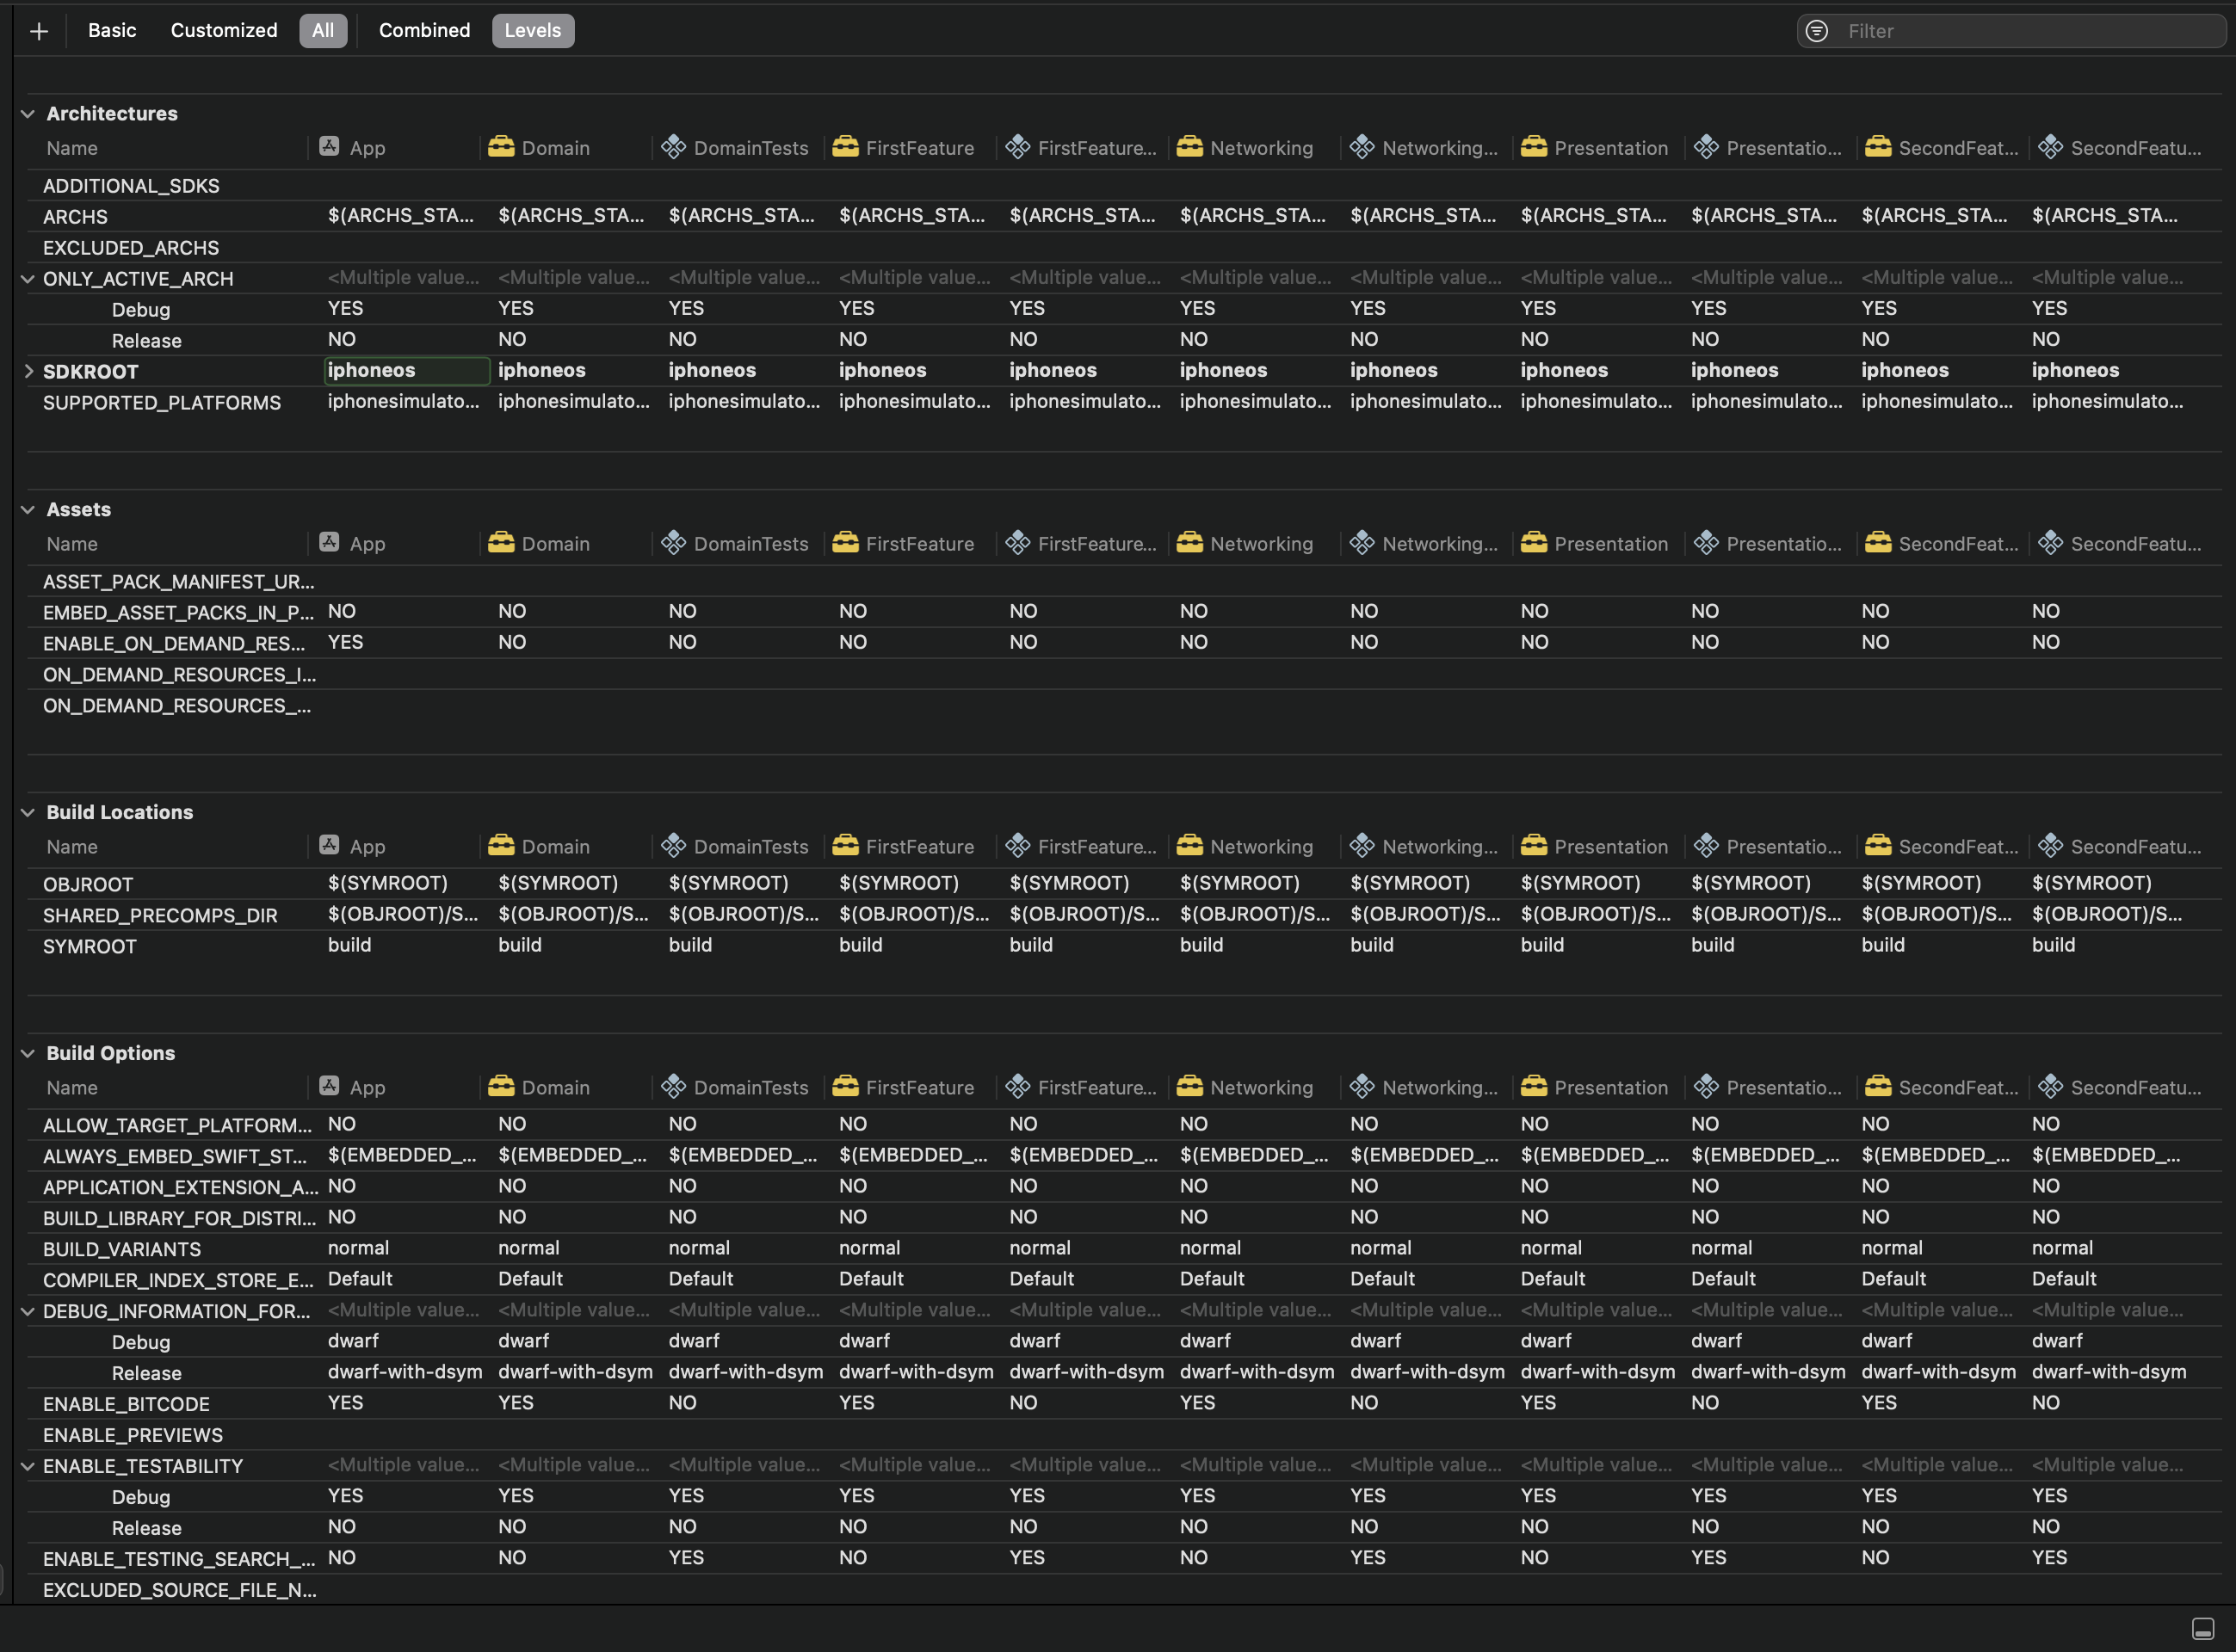 Basic Customized All Combined Levels Filter
Architectures
Name App Domain DomainTests FirstFeature FirstFeature... Networking Networking... Presentation Presentatio... SecondFeat... SecondFeatu...
ADDITIONAL_SDKS
ARCHS $(ARCHS_STA... $(ARCHS_STA... $(ARCHS_STA... $(ARCHS_STA... $(ARCHS_STA... $(ARCHS_STA... $(ARCHS_STA... $(ARCHS_STA... $(ARCHS_STA... $(ARCHS_STA... $(ARCHS_STA...
EXCLUDED_ARCHS
ONLY_ACTIVE_ARCH <Multiple value... <Multiple value... <Multiple value... <Multiple value... <Multiple value... <Multiple value... <Multiple value... <Multiple value... <Multiple value... <Multiple value... <Multiple value...
Debug YES YES YES YES YES YES YES YES YES YES YES
Release NO NO NO NO NO NO NO NO NO NO NO
SDKROOT iphoneos iphoneos iphoneos iphoneos iphoneos iphoneos iphoneos iphoneos iphoneos iphoneos iphoneos
SUPPORTED_PLATFORMS iphonesimulato... iphonesimulato... iphonesimulato... iphonesimulato... iphonesimulato... iphonesimulato... iphonesimulato... iphonesimulato... iphonesimulato... iphonesimulato... iphonesimulato...
Assets
Name App Domain DomainTests FirstFeature FirstFeature... Networking Networking... Presentation Presentatio... SecondFeat... SecondFeatu...
ASSET_PACK_MANIFEST_UR...
EMBED_ASSET_PACKS_IN_P... NO NO NO NO NO NO NO NO NO NO NO
ENABLE_ON_DEMAND_RES... YES NO NO NO NO NO NO NO NO NO NO
ON_DEMAND_RESOURCES_I...
ON_DEMAND_RESOURCES_...
Build Locations
Name App Domain DomainTests FirstFeature FirstFeature... Networking Networking... Presentation Presentatio... SecondFeat... SecondFeatu...
OBJROOT $(SYMROOT) $(SYMROOT) $(SYMROOT) $(SYMROOT) $(SYMROOT) $(SYMROOT) $(SYMROOT) $(SYMROOT) $(SYMROOT) $(SYMROOT) $(SYMROOT)
SHARED_PRECOMPS_DIR $(OBJROOT)/S... $(OBJROOT)/S... $(OBJROOT)/S... $(OBJROOT)/S... $(OBJROOT)/S... $(OBJROOT)/S... $(OBJROOT)/S... $(OBJROOT)/S... $(OBJROOT)/S... $(OBJROOT)/S... $(OBJROOT)/S...
SYMROOT build build build build build build build build build build build
Build Options
Name App Domain DomainTests FirstFeature FirstFeature... Networking Networking... Presentation Presentatio... SecondFeat... SecondFeatu...
ALLOW_TARGET_PLATFORM... NO NO NO NO NO NO NO NO NO NO NO
ALWAYS_EMBED_SWIFT_ST... $(EMBEDDED_... $(EMBEDDED_... $(EMBEDDED_... $(EMBEDDED_... $(EMBEDDED_... $(EMBEDDED_... $(EMBEDDED_... $(EMBEDDED_... $(EMBEDDED_... $(EMBEDDED_... $(EMBEDDED_...
APPLICATION_EXTENSION_A... NO NO NO NO NO NO NO NO NO NO NO
BUILD_LIBRARY_FOR_DISTRI... NO NO NO NO NO NO NO NO NO NO NO
BUILD_VARIANTS normal normal normal normal normal normal normal normal normal normal normal
COMPILER_INDEX_STORE_E... Default Default Default Default Default Default Default Default Default Default Default
DEBUG_INFORMATION_FOR... <Multiple value... <Multiple value... <Multiple value... <Multiple value... <Multiple value... <Multiple value... <Multiple value... <Multiple value... <Multiple value... <Multiple value... <Multiple value...
Debug dwarf dwarf dwarf dwarf dwarf dwarf dwarf dwarf dwarf dwarf dwarf
Release dwarf-with-dsym dwarf-with-dsym dwarf-with-dsym dwarf-with-dsym dwarf-with-dsym dwarf-with-dsym dwarf-with-dsym dwarf-with-dsym dwarf-with-dsym dwarf-with-dsym dwarf-with-dsym
ENABLE_BITCODE YES YES NO YES NO YES NO YES NO YES NO
ENABLE_PREVIEWS
ENABLE_TESTABILITY <Multiple value... <Multiple value... <Multiple value... <Multiple value... <Multiple value... <Multiple value... <Multiple value... <Multiple value... <Multiple value... <Multiple value... <Multiple value...
Debug YES YES YES YES YES YES YES YES YES YES YES
Release NO NO NO NO NO NO NO NO NO NO NO
ENABLE_TESTING_SEARCH_... NO NO YES NO YES NO YES NO YES NO YES
EXCLUDED_SOURCE_FILE_N...